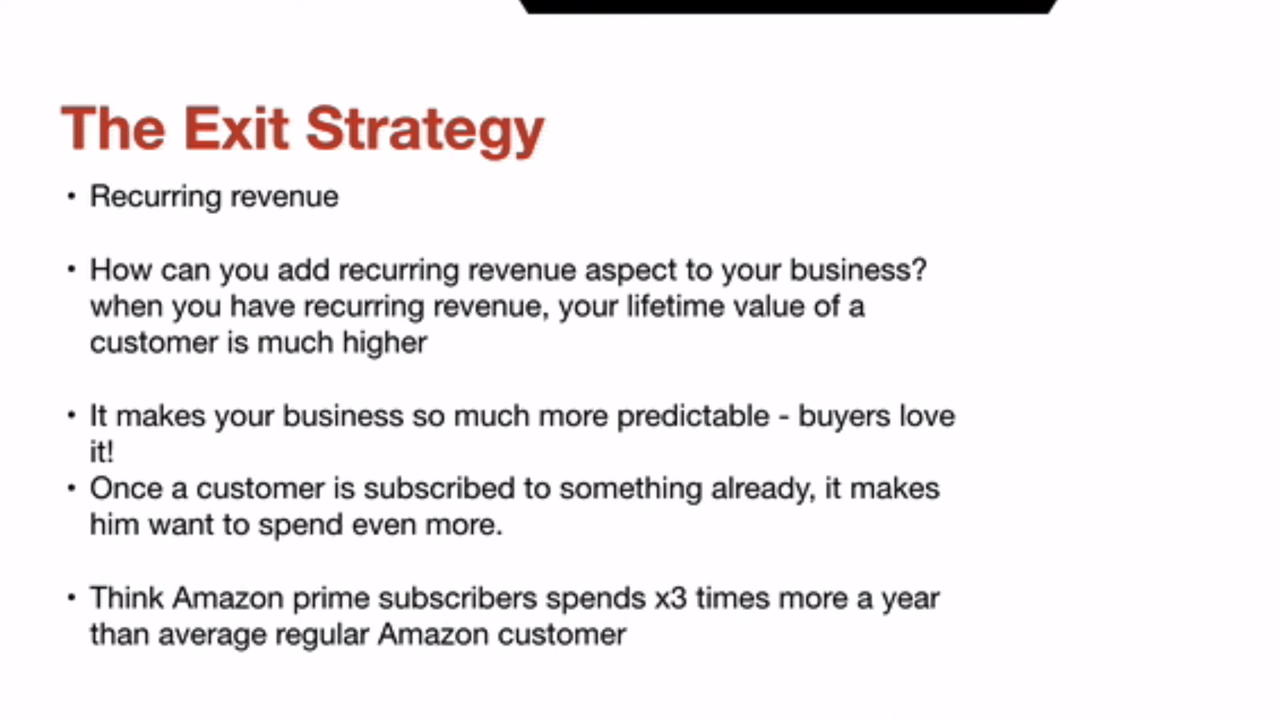 The Exit Strategy
• Recurring revenue
• How can you add recurring revenue aspect to your business?
when you have recurring revenue, your lifetime value of a
customer is much higher
• It makes your business so much more predictable - buyers love
it!
• Once a customer is subscribed to something already, it makes
him want to spend even more.
• Think Amazon prime subscribers spends x3 times more a year
than average regular Amazon customer